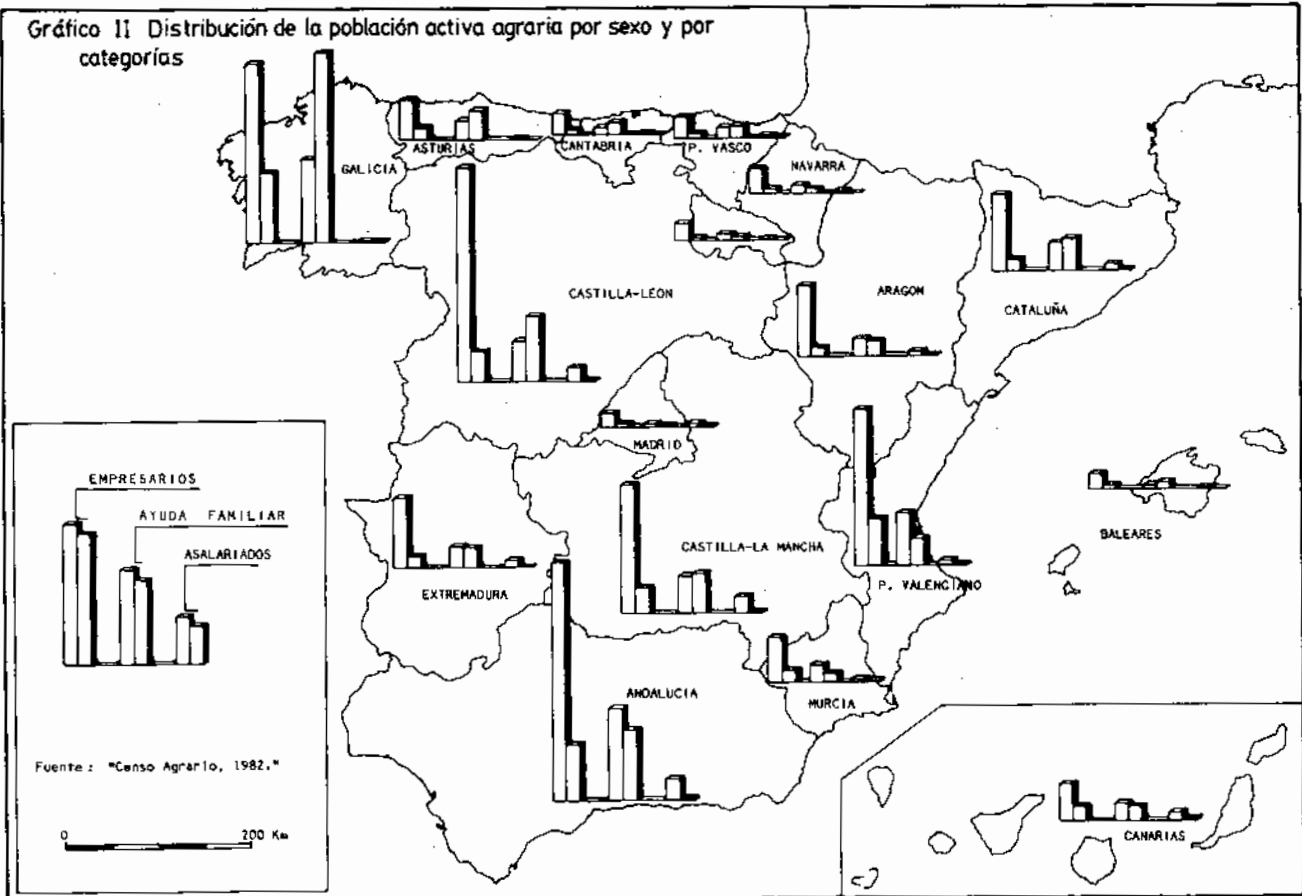 Gráfico II Distribución de la población activa agraria por sexo y por
categorías
GALICIA
ASTURIAS
CANTABRIA
P. VASCO
NAVARRA
CASTILLA-LEON
ARAGON
CATALUÑA
MADRID
EXTREMADURA
CASTILLA-LA MANCHA
P. VALENCIANO
BALEARES
ANDALUCIA
MURCIA
CANARIAS
EMPRESARIOS
AYUDA FAMILIAR
ASALARIADOS
Fuente: "Censo Agrario, 1982."
0 200 Km